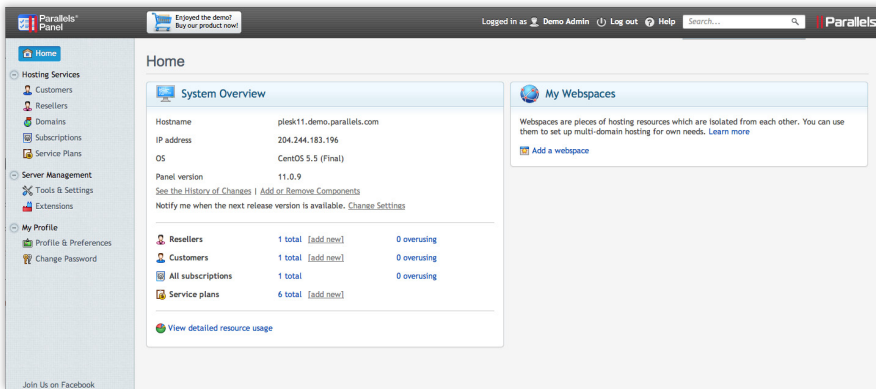 Parallels®
Panel
Enjoyed the demo?
Buy our product now!
Logged in as Demo Admin Log out Help Search...
Parallels
Home
Hosting Services
Customers
Resellers
Domains
Subscriptions
Service Plans
Server Management
Tools & Settings
Extensions
My Profile
Profile & Preferences
Change Password
Join Us on Facebook
Home
System Overview
Hostname plesk11.demo.parallels.com
IP address 204.244.183.196
OS CentOS 5.5 (Final)
Panel version 11.0.9
See the History of Changes | Add or Remove Components
Notify me when the next release version is available. Change Settings
Resellers 1 total [add new] 0 overusing
Customers 1 total [add new] 0 overusing
All subscriptions 1 total 0 overusing
Service plans 6 total [add new]
View detailed resource usage
My Webspaces
Webspaces are pieces of hosting resources which are isolated from each other. You can use
them to set up multi-domain hosting for own needs. Learn more
Add a webspace